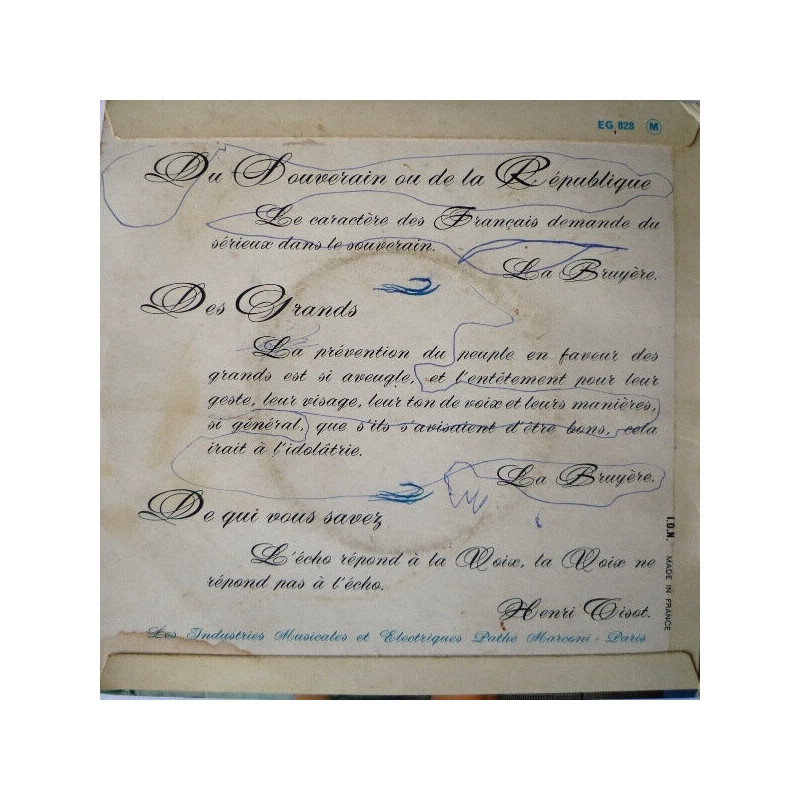 EG 828 M
Du Souverain ou de la République
Le caractère des Français demande du
sérieux dans le souverain.
La Bruyère.
Des Grands
La prévention du peuple en faveur des
grands est si aveugle, et l'entêtement pour leur
geste, leur visage, leur ton de voix et leurs manières,
si général, que s'ils s'avisaient d'être bons, cela
irait à l'idolâtrie.
La Bruyère.
De qui vous savez
L'écho répond à la Voix, la Voix ne
répond pas à l'écho.
Henri Tisot.
Les Industries Musicales et Electriques Pathé Marconi - Paris
I.D.N. MADE IN FRANCE